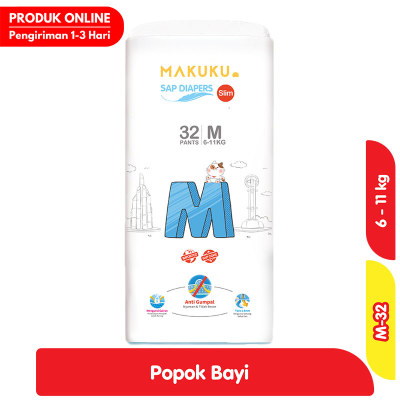 PRODUK ONLINE
Pengiriman 1-3 Hari
MAKUKU
SAP DIAPERS
Slim
32 M
PANTS 6-11KG
M
Anti Gumpal
6 - 11 kg
M-32
Popok Bayi